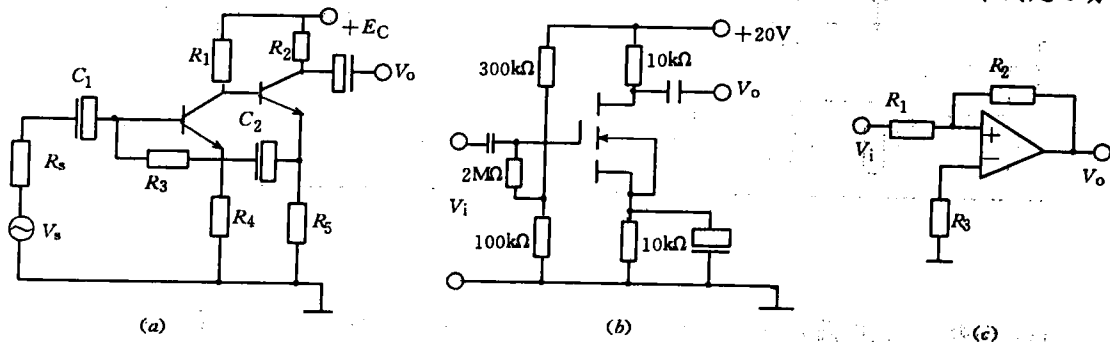 +E_C
R_1
R_2
V_o
C_1
C_2
R_s
R_3
V_s
R_4
R_5
(a)
+20V
300kΩ
10kΩ
V_o
2MΩ
V_i
100kΩ
10kΩ
(b)
R_2
R_1
V_i
+
−
V_o
R_3
(c)